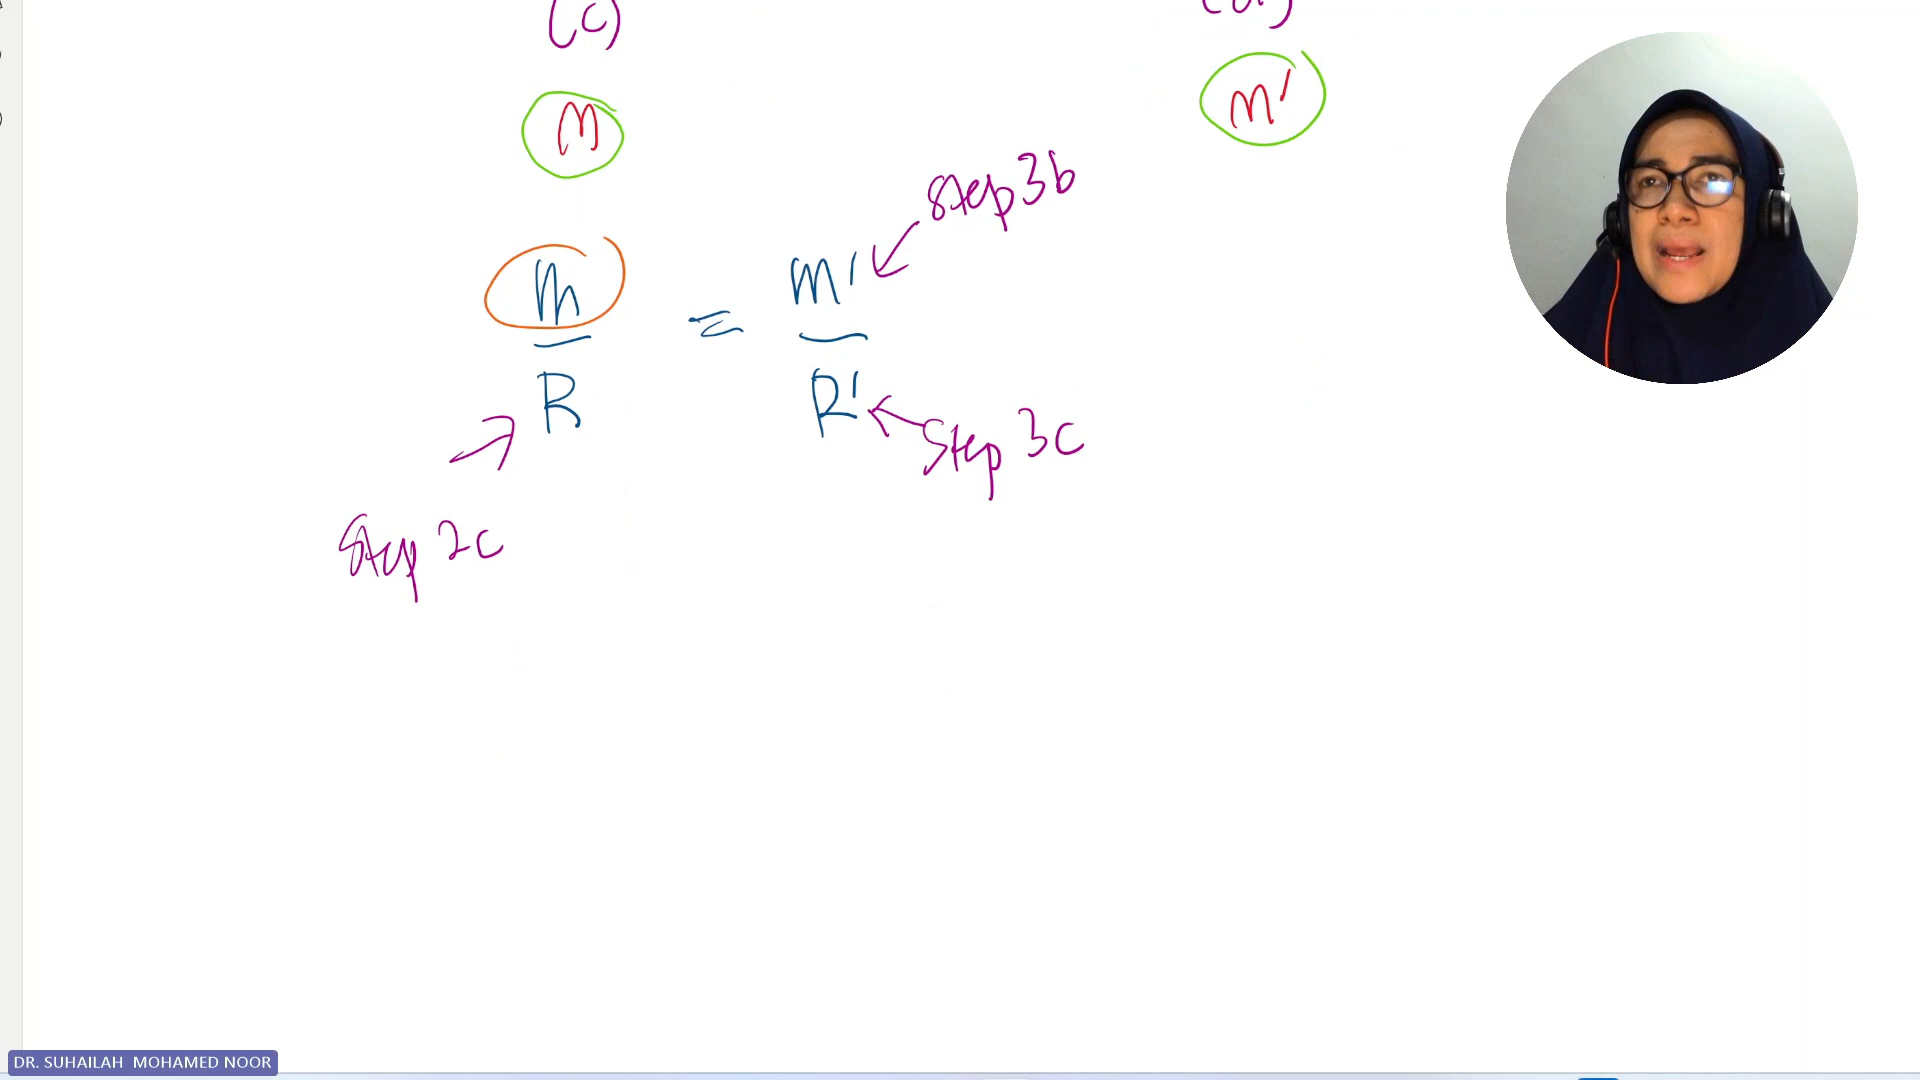 (c)
m
m'
Step 3b
m = m'
R R'
Step 3c
Step 2c
DR. SUHAILAH MOHAMED NOOR